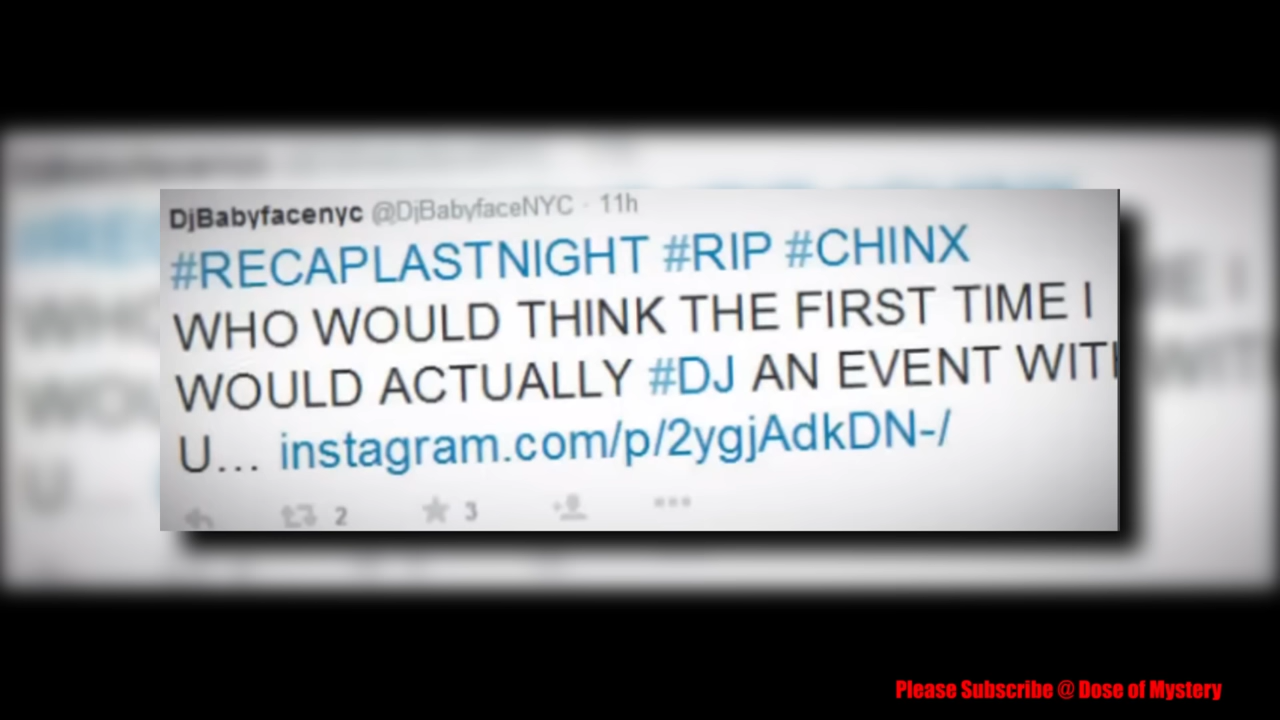 DjBabyfacenyc @DjBabyfaceNYC · 11h
#RECAPLASTNIGHT #RIP #CHINX
WHO WOULD THINK THE FIRST TIME I
WOULD ACTUALLY #DJ AN EVENT WITH
U... instagram.com/p/2ygjAdkDN-/
2 3
Please Subscribe @ Dose of Mystery